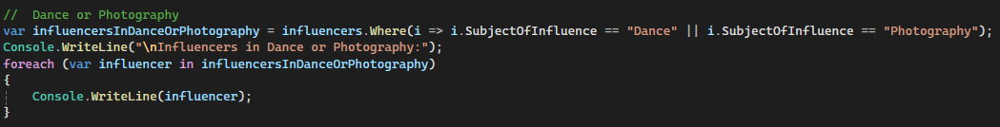 //  Dance or Photography
var influencersInDanceOrPhotography = influencers.Where(i => i.SubjectOfInfluence == "Dance" || i.SubjectOfInfluence == "Photography");
Console.WriteLine("\nInfluencers in Dance or Photography:");
foreach (var influencer in influencersInDanceOrPhotography)
{
    Console.WriteLine(influencer);
}